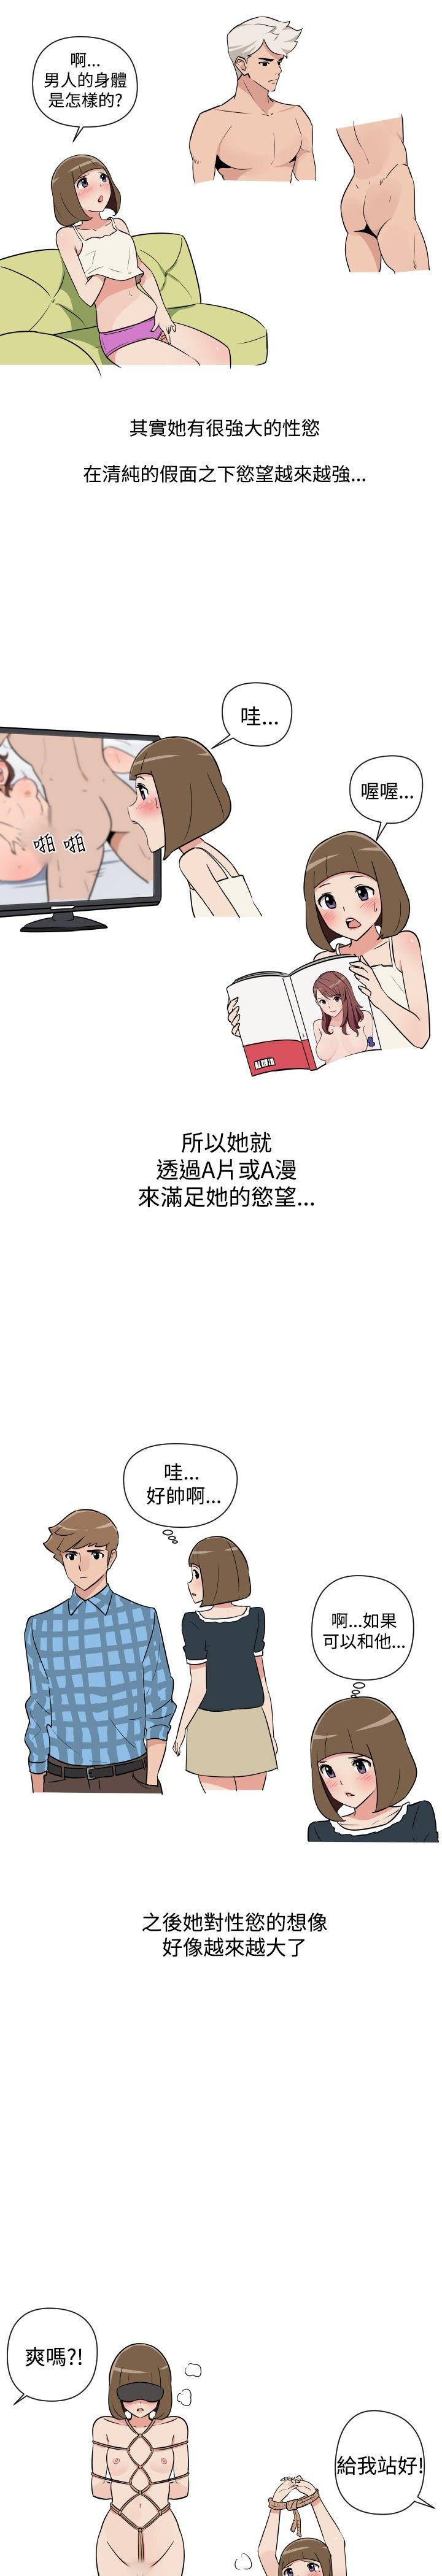 啊...
男人的身體
是怎樣的?
其實她有很強大的性慾
在清純的假面之下慾望越來越強...
哇...
啪 啪
喔喔...
所以她就
透過A片或A漫
來滿足她的慾望...
哇...
好帥啊...
啊...如果
可以和他...
之後她對性慾的想像
好像越來越大了
爽嗎?!
給我站好!